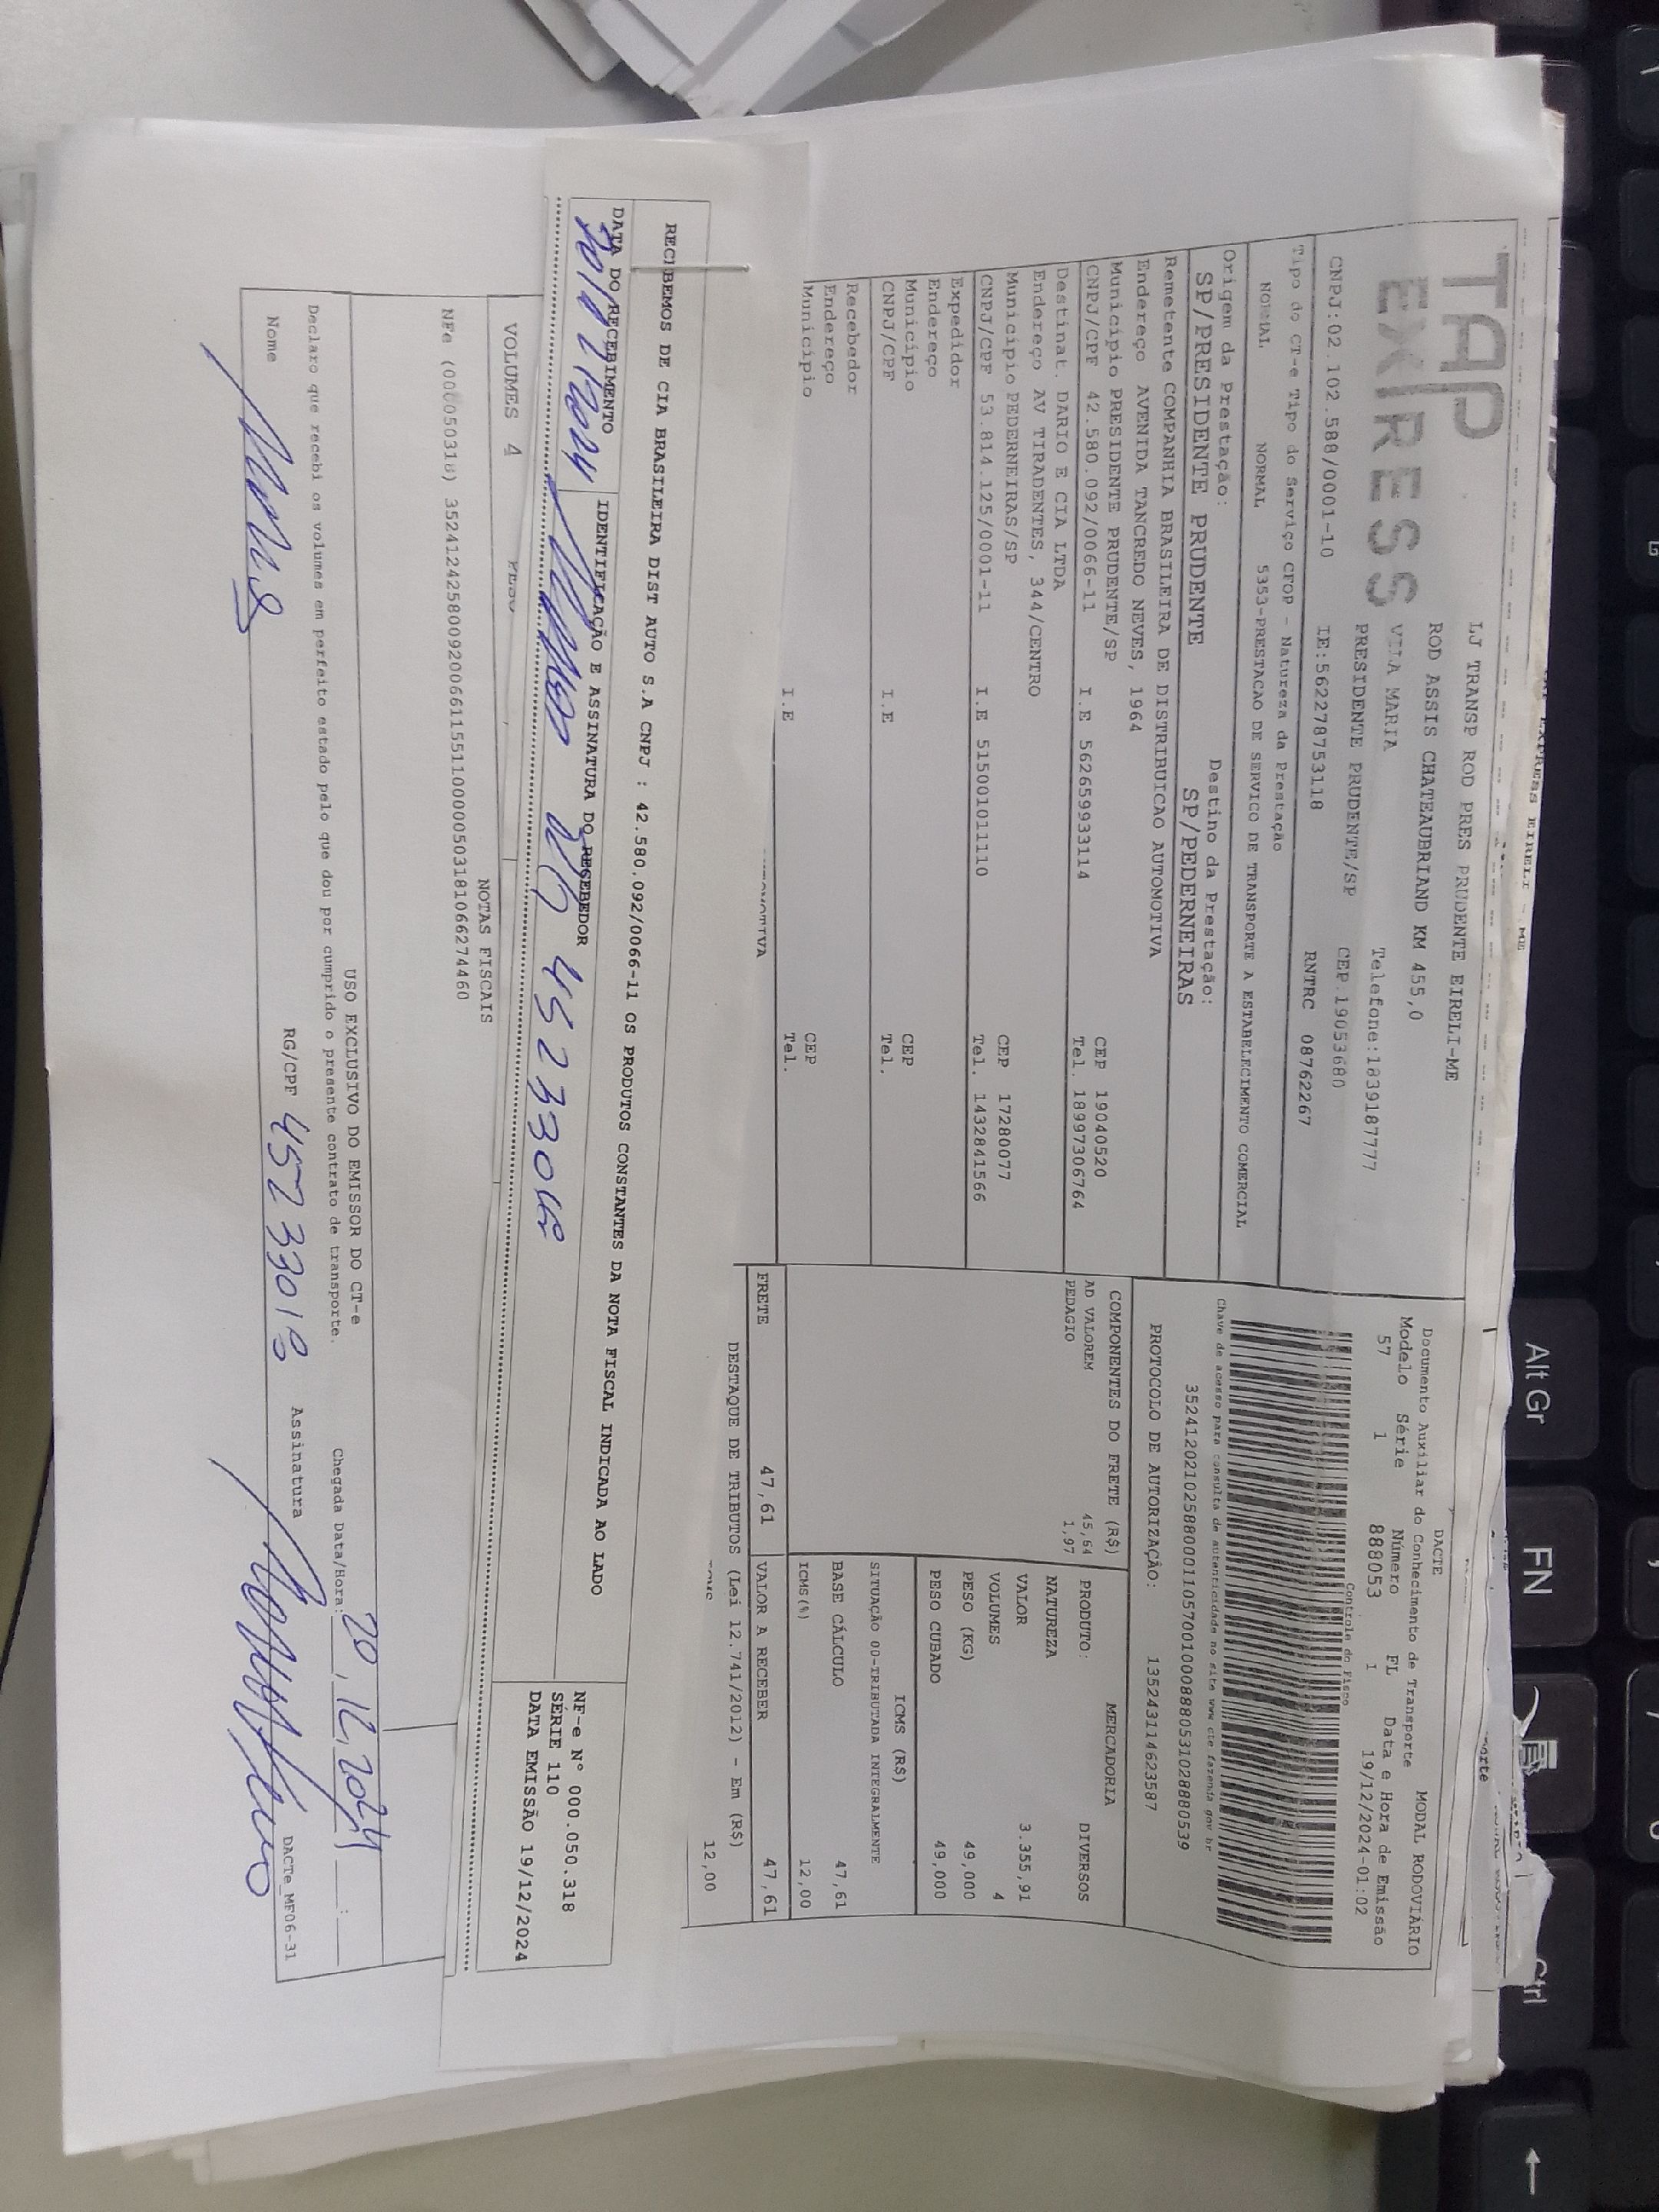 TAP
EXPRESS
LJ TRANSP ROD PRES PRUDENTE EIRELI-ME
ROD ASSIS CHATEAUBRIAND KM 455,0
VILA MARIA Telefone:1839187777
PRESIDENTE PRUDENTE/SP CEP.19053680
CNPJ:02.102.588/0001-10 IE:562278753118 RNTRC 08762267
Tipo do CT-e Tipo do Serviço CFOP - Natureza da Prestação
NORMAL NORMAL 5353-PRESTACAO DE SERVICO DE TRANSPORTE A ESTABELECIMENTO COMERCIAL
Origem da Prestação: Destino da Prestação:
SP/PRESIDENTE PRUDENTE SP/PEDERNEIRAS
Remetente COMPANHIA BRASILEIRA DE DISTRIBUICAO AUTOMOTIVA
Endereço AVENIDA TANCREDO NEVES, 1964
Município PRESIDENTE PRUDENTE/SP CEP 19040520
CNPJ/CPF 42.580.092/0066-11 I.E 562659933114 Tel. 18997306764
Destinat. DARIO E CIA LTDA
Endereço AV TIRADENTES, 344/CENTRO
Município PEDERNEIRAS/SP CEP 17280077
CNPJ/CPF 53.814.125/0001-11 I.E 515001011110 Tel. 1432841566
Expedidor
Endereço
Município CEP
CNPJ/CPF I.E Tel.
Recebedor
Endereço
Município CEP
I.E Tel.
DACTE
Documento Auxiliar do Conhecimento de Transporte MODAL RODOVIÁRIO
Modelo Série Número FL Data e Hora de Emissão
57 1 888053 1 19/12/2024-01:02
Controle do Fisco
Chave de acesso para consulta de autenticidade no site www cte fazenda gov br
35241202102588000110570010008880531028880539
PROTOCOLO DE AUTORIZAÇÃO: 135243114623587
COMPONENTES DO FRETE (R$)
AD VALOREM 45,64
PEDAGIO 1,97
FRETE 47,61
MERCADORIA
PRODUTO: DIVERSOS
NATUREZA
VALOR 3.355,91
VOLUMES 4
PESO (KG) 49,000
PESO CUBADO 49,000
ICMS (R$)
SITUAÇÃO 00-TRIBUTADA INTEGRALMENTE
BASE CÁLCULO 47,61
ICMS(%) 12,00
VALOR A RECEBER 47,61
DESTAQUE DE TRIBUTOS (Lei 12.741/2012) - Em (R$)
12,00
RECEBEMOS DE CIA BRASILEIRA DIST AUTO S.A CNPJ : 42.580.092/0066-11 OS PRODUTOS CONSTANTES DA NOTA FISCAL INDICADA AO LADO
DATA DO RECEBIMENTO IDENTIFICAÇÃO E ASSINATURA DO RECEBEDOR
NF-e N° 000.050.318
SÉRIE 110
DATA EMISSÃO 19/12/2024
VOLUMES 4
NOTAS FISCAIS
NFe (000050318) 35241242580092006611551100000503181066274460
USO EXCLUSIVO DO EMISSOR DO CT-e
Declaro que recebi os volumes em perfeito estado pelo que dou por cumprido o presente contrato de transporte. Chegada Data/Hora: 20,12,2024
Nome RG/CPF Assinatura
DACTe_MF06-31
Alt Gr
FN